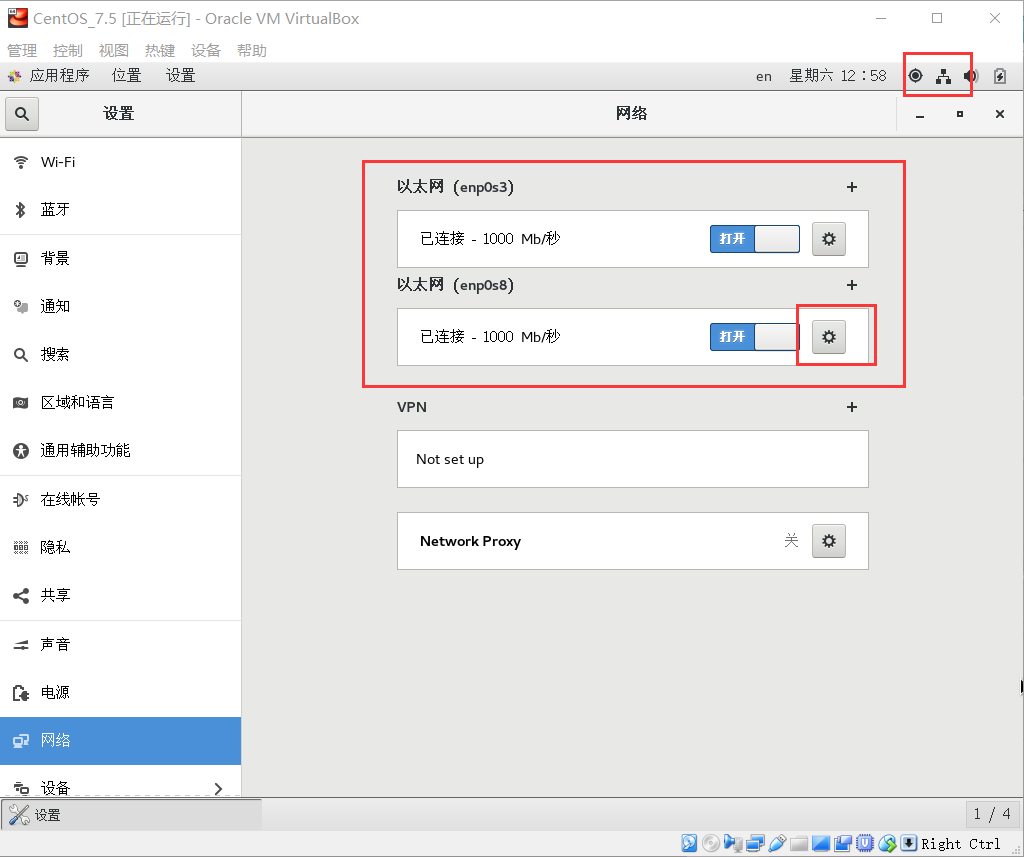 CentOS_7.5 [正在运行] - Oracle VM VirtualBox
管理 控制 视图 热键 设备 帮助
应用程序 位置 设置 en 星期六 12：58
设置 网络
Wi-Fi
蓝牙
背景
通知
搜索
区域和语言
通用辅助功能
在线帐号
隐私
共享
声音
电源
网络
设备
以太网 (enp0s3)
已连接 - 1000 Mb/秒 打开
以太网 (enp0s8)
已连接 - 1000 Mb/秒 打开
VPN
Not set up
Network Proxy 关
设置 1 / 4
Right Ctrl